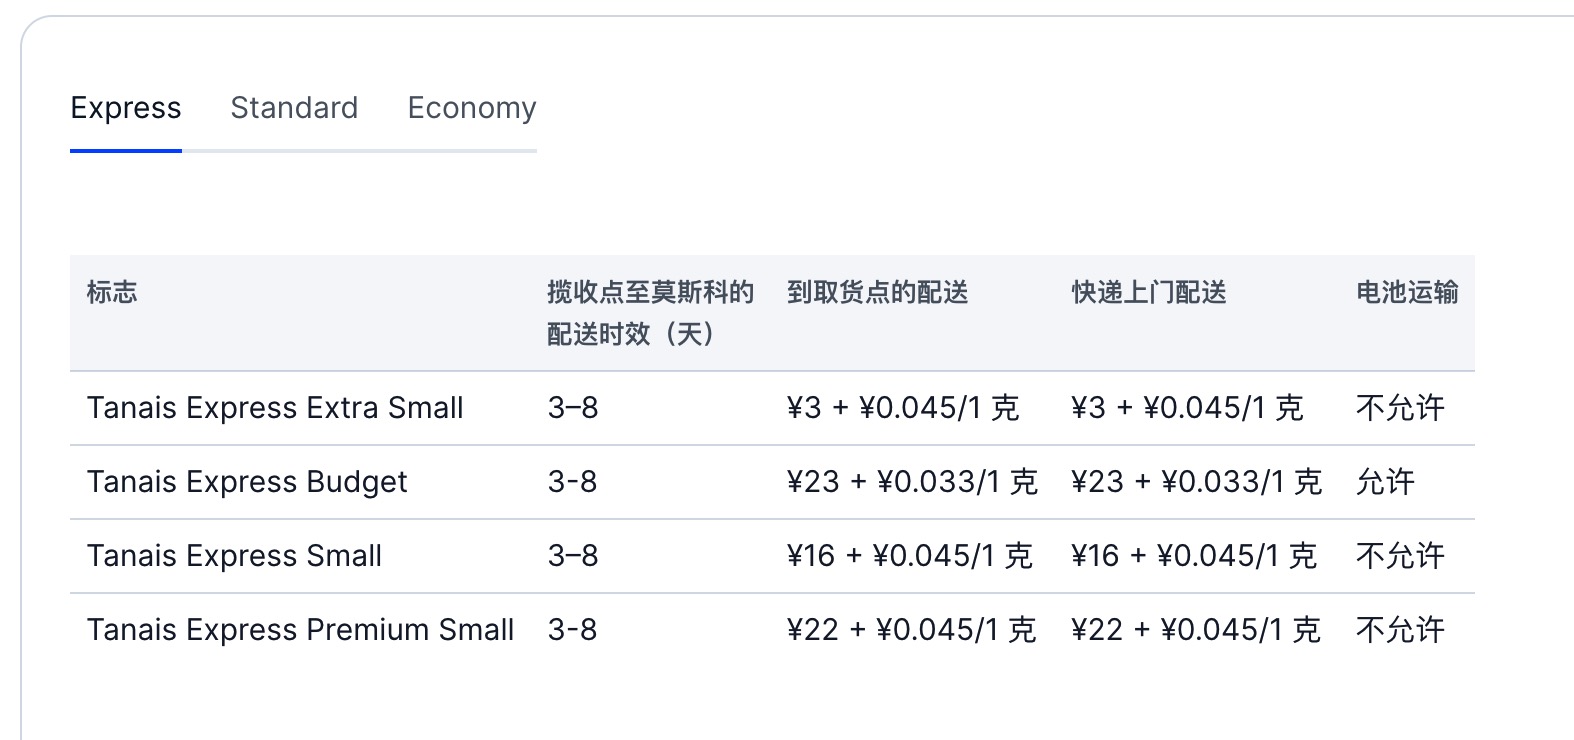 Express Standard Economy
标志 揽收点至莫斯科的配送时效（天） 到取货点的配送 快递上门配送 电池运输
Tanais Express Extra Small 3–8 ¥3 + ¥0.045/1 克 ¥3 + ¥0.045/1 克 不允许
Tanais Express Budget 3-8 ¥23 + ¥0.033/1 克 ¥23 + ¥0.033/1 克 允许
Tanais Express Small 3–8 ¥16 + ¥0.045/1 克 ¥16 + ¥0.045/1 克 不允许
Tanais Express Premium Small 3-8 ¥22 + ¥0.045/1 克 ¥22 + ¥0.045/1 克 不允许